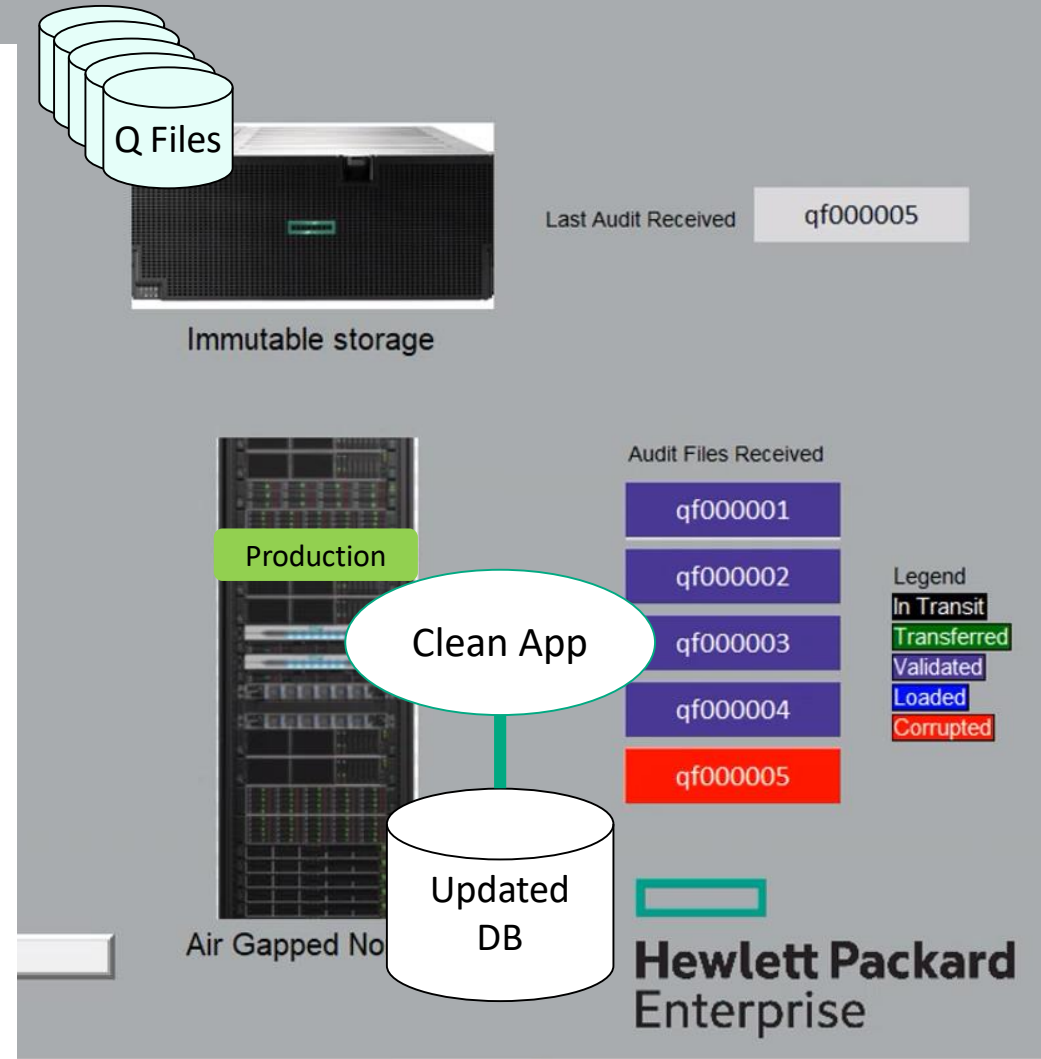 Q Files
Last Audit Received
qf000005
Immutable storage
Audit Files Received
qf000001
Production
qf000002
Legend
In Transit
Clean App
qf000003
Transferred
Validated
qf000004
Loaded
Corrupted
qf000005
Updated
DB
Air Gapped No
Hewlett Packard
Enterprise